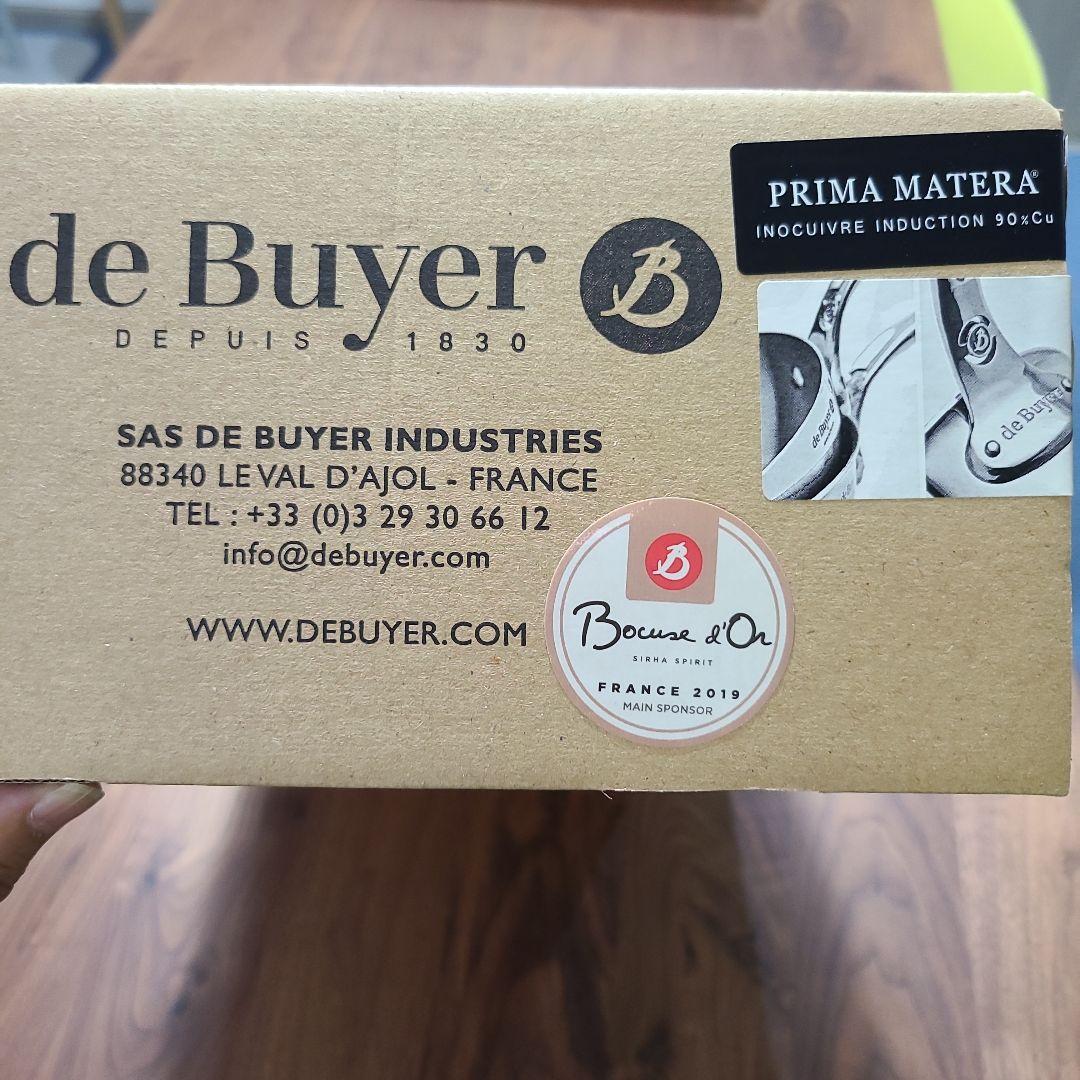 de Buyer B
DEPUIS 1830
SAS DE BUYER INDUSTRIES
88340 LE VAL D'AJOL - FRANCE
TEL : +33 (0)3 29 30 66 12
info@debuyer.com
WWW.DEBUYER.COM
PRIMA MATERA®
INOCUIVRE INDUCTION 90%Cu
B
de Buyer
de Buyer
B
Bocuse d'Or
SIRHA SPIRIT
FRANCE 2019
MAIN SPONSOR